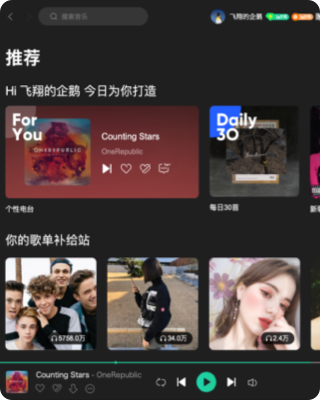 搜索音乐
飞翔的企鹅
推荐
Hi 飞翔的企鹅 今日为你打造
For
You
ONEREPUBLIC
Counting Stars
OneRepublic
Daily
30
个性电台
每日30首
你的歌单补给站
5756.0万
34.0万
2.4万
Counting Stars - OneRepublic